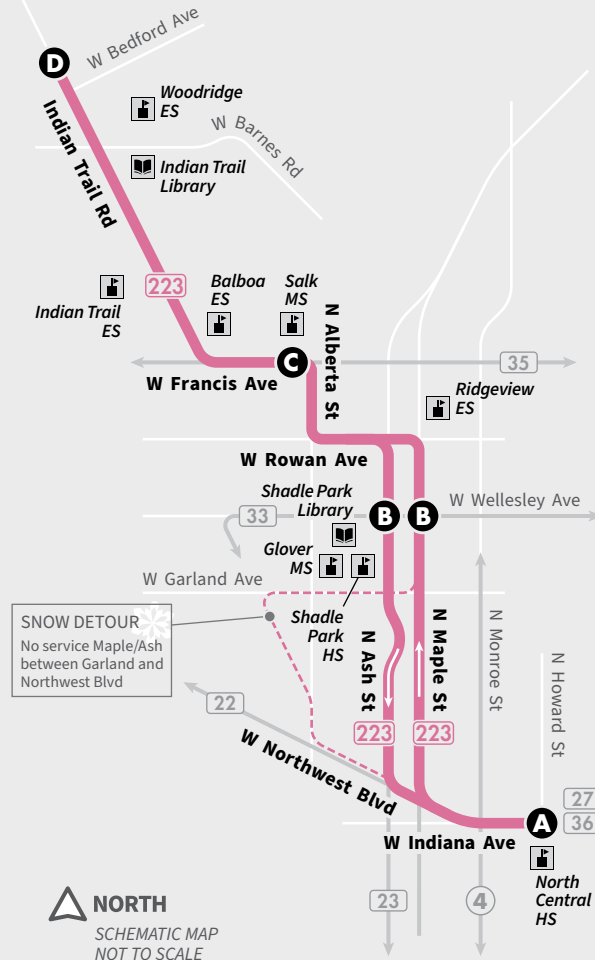 W Bedford Ave
D
Woodridge
ES
W Barnes Rd
Indian Trail Rd
Indian Trail
Library
223
Indian Trail
ES
Balboa
ES
Salk
MS
N Alberta St
C
35
W Francis Ave
Ridgeview
ES
W Rowan Ave
Shadle Park
Library
W Wellesley Ave
33
B
B
Glover
MS
W Garland Ave
Shadle
Park
HS
SNOW DETOUR
No service Maple/Ash
between Garland and
Northwest Blvd
N Ash St
N Maple St
N Monroe St
N Howard St
22
223
223
W Northwest Blvd
27
A
36
W Indiana Ave
North
Central
HS
23
4
NORTH
SCHEMATIC MAP
NOT TO SCALE